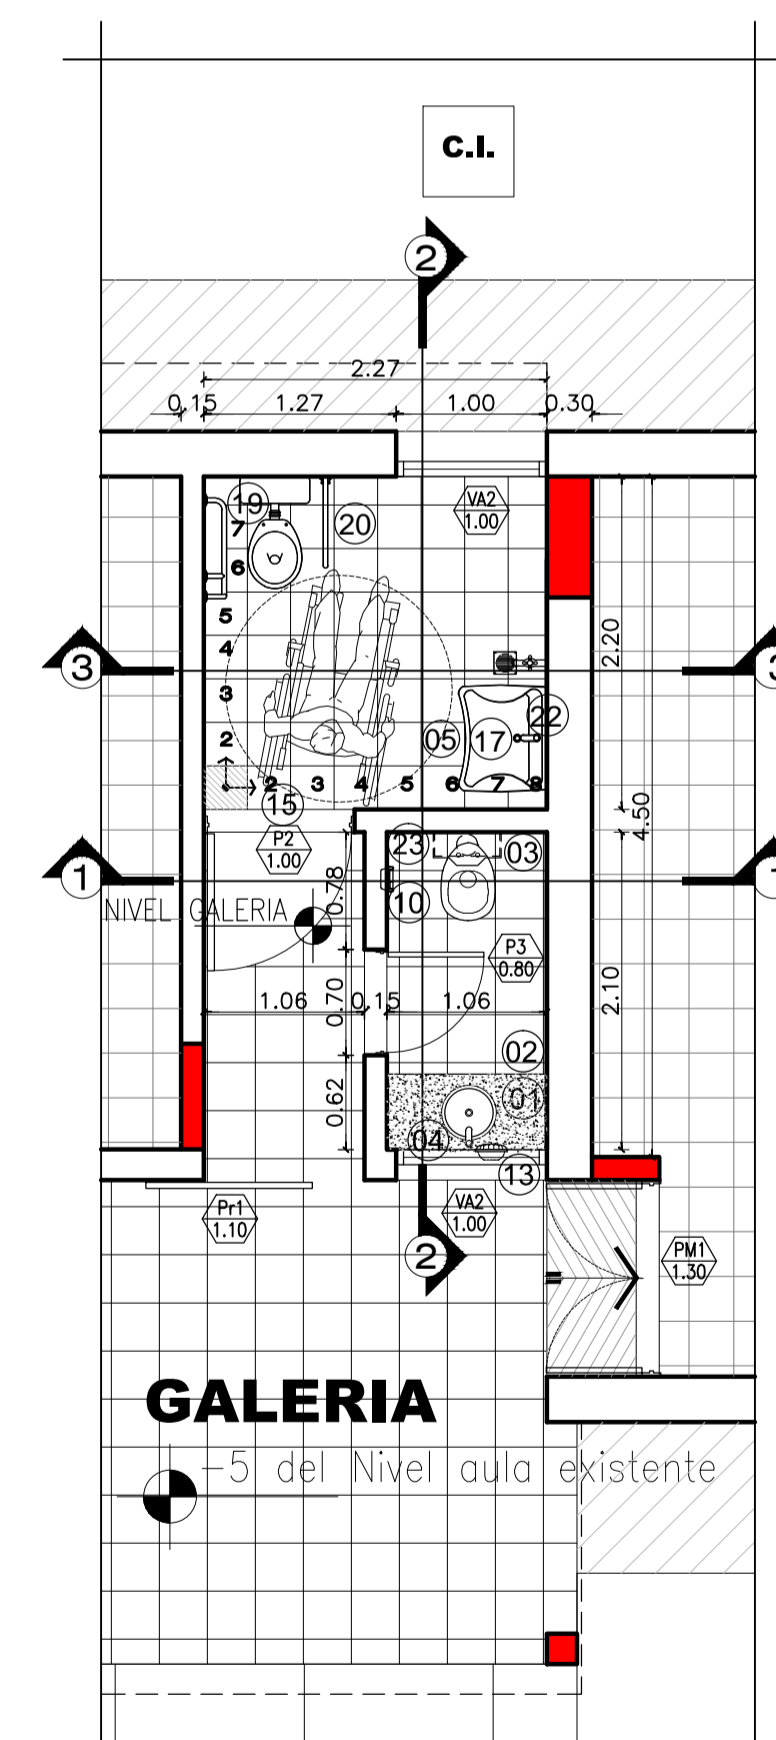 C.I.
2
2.27
0.15 1.27 1.00 0.30
19
20
VA2
1.00
7
6
5
4
3
2
2 3 4 5 6 7 8
2.20
3
3
05
17
22
15
P2
1.00
4.50
23
03
1
1
10
0.78
NIVEL GALERIA
P3
0.80
1.06 0.15 1.06
0.70
2.10
02
01
0.62
04
13
Pr1
1.10
VA2
1.00
2
PM1
1.30
GALERIA
-5 del Nivel aula existente